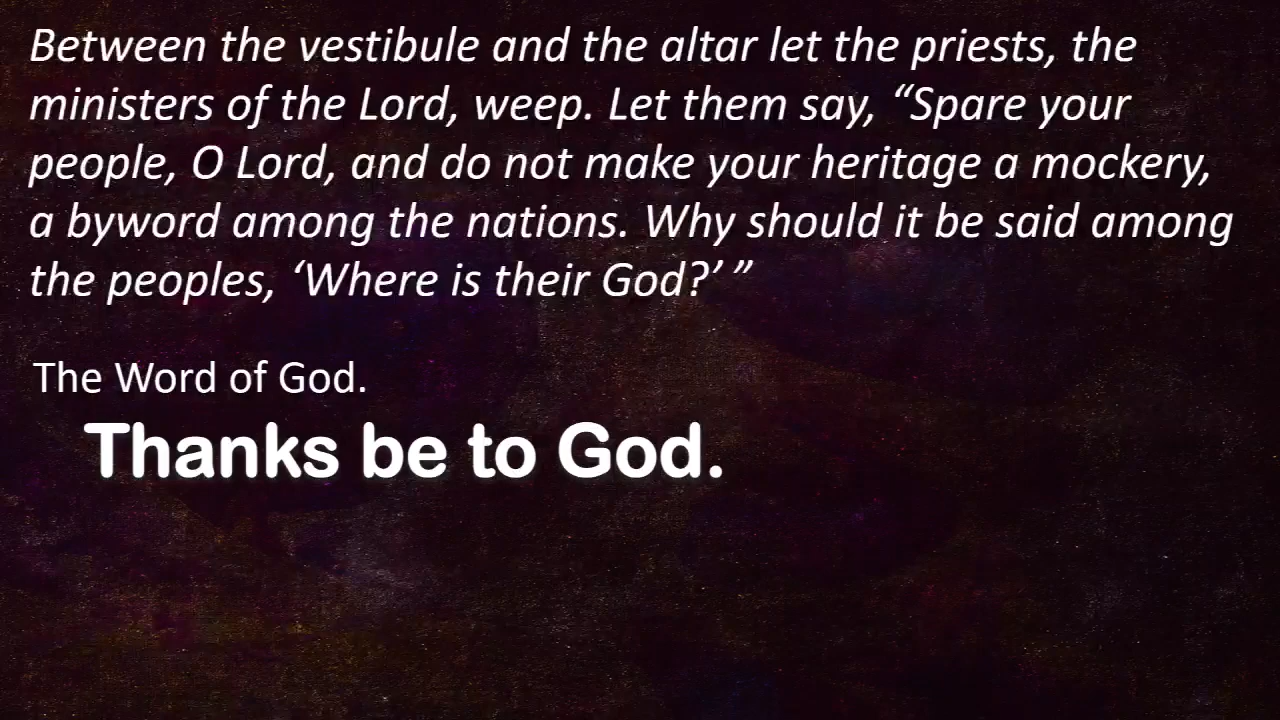 Between the vestibule and the altar let the priests, the
ministers of the Lord, weep. Let them say, “Spare your
people, O Lord, and do not make your heritage a mockery,
a byword among the nations. Why should it be said among
the peoples, ‘Where is their God?’ ”
The Word of God.
Thanks be to God.